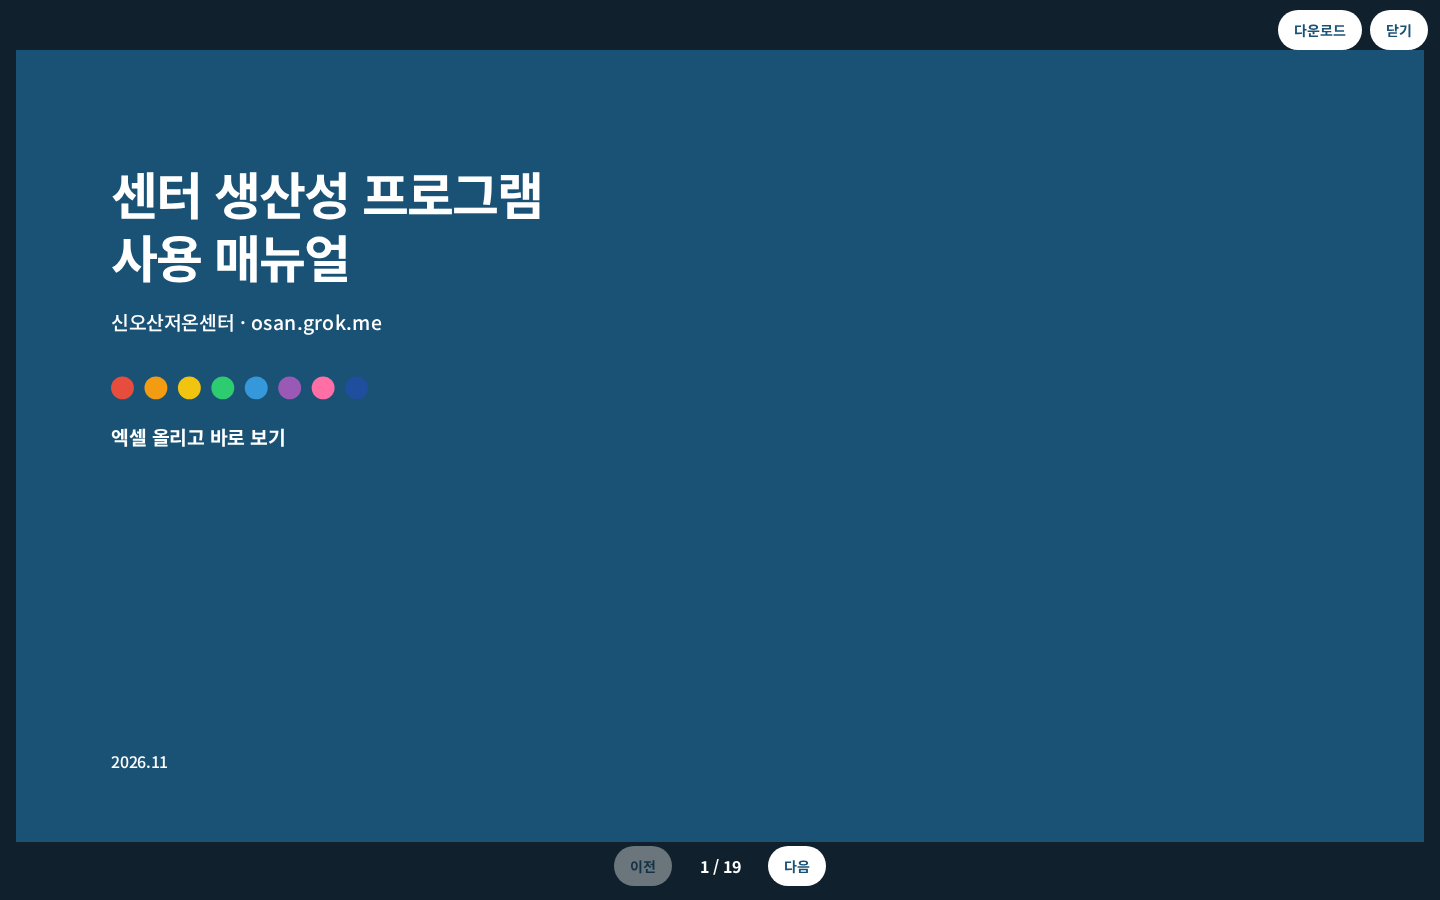 다운로드 닫기
센터 생산성 프로그램
사용 매뉴얼
신오산저온센터 · osan.grok.me
엑셀 올리고 바로 보기
2026.11
이전 1 / 19 다음